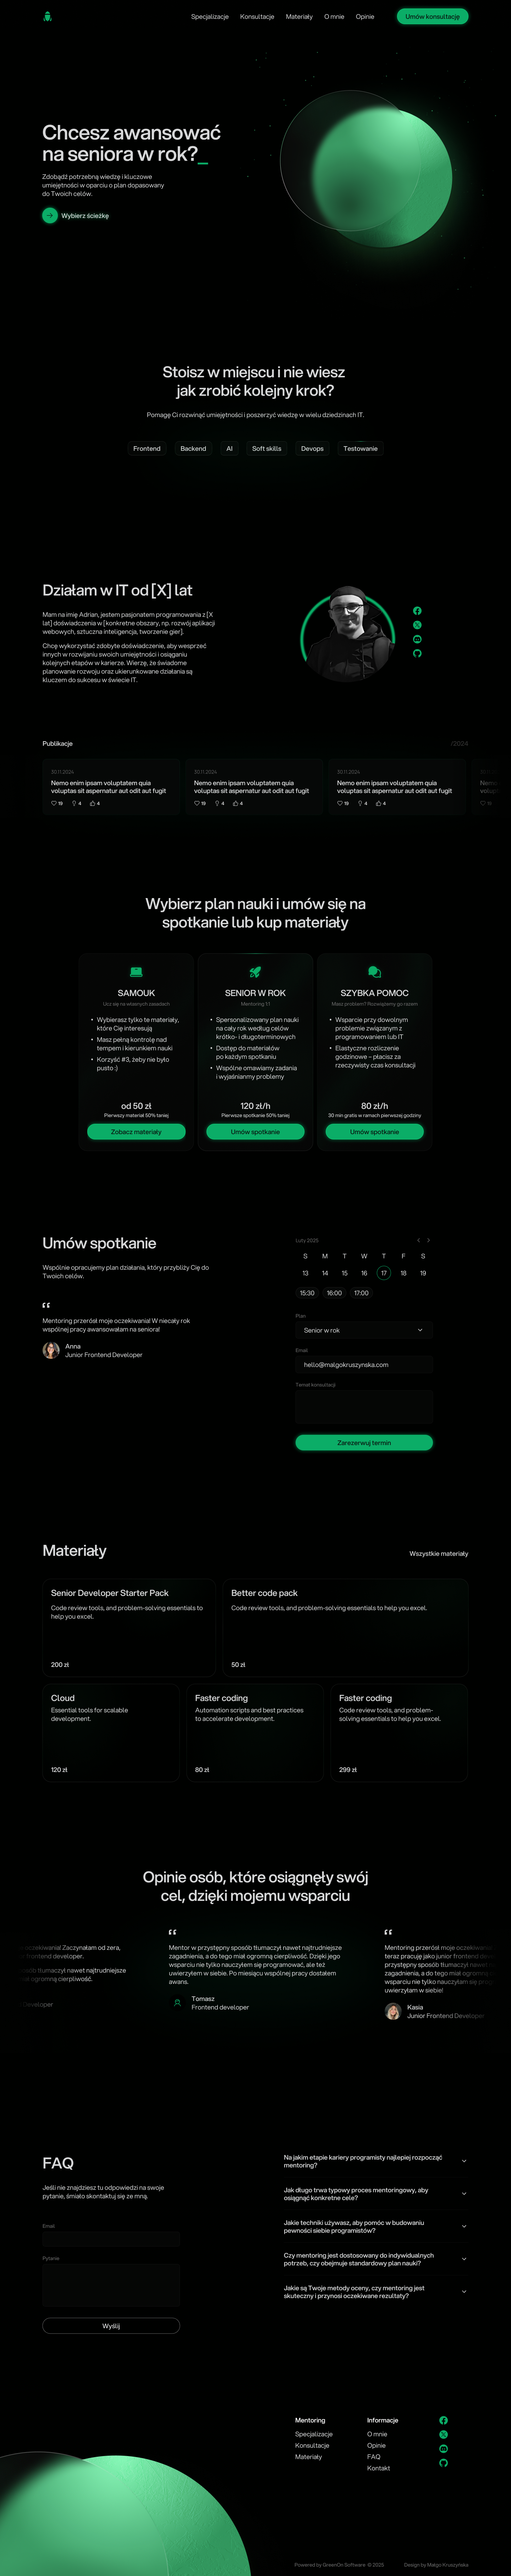 Specjalizacje Konsultacje Materiały O mnie Opinie Umów konsultację
Chcesz awansować
na seniora w rok?_
Zdobądź potrzebną wiedzę i kluczowe
umiejętności w oparciu o plan dopasowany
do Twoich celów.
Wybierz ścieżkę
Stoisz w miejscu i nie wiesz
jak zrobić kolejny krok?
Pomagę Ci rozwinąć umiejętności i poszerzyć wiedzę w wielu dziedzinach IT.
Frontend Backend AI Soft skills Devops Testowanie
Działam w IT od [X] lat
Mam na imię Adrian, jestem pasjonatem programowania z [X
lat] doświadczenia w [konkretne obszary, np. rozwój aplikacji
webowych, sztuczna inteligencja, tworzenie gier].
Chcę wykorzystać zdobyte doświadczenie, aby wesprzeć
innych w rozwijaniu swoich umiejętności i osiąganiu
kolejnych etapów w karierze. Wierzę, że świadome
planowanie rozwoju oraz ukierunkowane działania są
kluczem do sukcesu w świecie IT.
Publikacje /2024
30.11.2024
Nemo enim ipsam voluptatem quia
voluptas sit aspernatur aut odit aut fugit
19 4 4
30.11.2024
Nemo enim ipsam voluptatem quia
voluptas sit aspernatur aut odit aut fugit
19 4 4
30.11.2024
Nemo enim ipsam voluptatem quia
voluptas sit aspernatur aut odit aut fugit
19 4 4
Wybierz plan nauki i umów się na
spotkanie lub kup materiały
SAMOUK
Ucz się na własnych zasadach
• Wybierasz tylko te materiały,
które Cię interesują
• Masz pełną kontrolę nad
tempem i kierunkiem nauki
• Korzyść #3, żeby nie było
pusto :)
od 50 zł
Pierwszy materiał 50% taniej
Zobacz materiały
SENIOR W ROK
Mentoring 1:1
• Spersonalizowany plan nauki
na cały rok według celów
krótko- i długoterminowych
• Dostęp do materiałów
po każdym spotkaniu
• Wspólne omawiamy zadania
i wyjaśnianmy problemy
120 zł/h
Pierwsze spotkanie 50% taniej
Umów spotkanie
SZYBKA POMOC
Masz problem? Rozwiążemy go razem
• Wsparcie przy dowolnym
problemie związanym z
programowaniem lub IT
• Elastyczne rozliczenie
godzinowe – płacisz za
rzeczywisty czas konsultacji
80 zł/h
30 min gratis w ramach pierwszej godziny
Umów spotkanie
Umów spotkanie
Wspólnie opracujemy plan działania, który przybliży Cię do
Twoich celów.
“
Mentoring przerósł moje oczekiwania! W niecały rok
wspólnej pracy awansowałam na seniora!
Anna
Junior Frontend Developer
Luty 2025
S M T W T F S
13 14 15 16 17 18 19
15:30 16:00 17:00
Plan
Senior w rok
Email
hello@malgokruszynska.com
Temat konsultacji
Zarezerwuj termin
Materiały
Wszystkie materiały
Senior Developer Starter Pack
Code review tools, and problem-solving essentials to
help you excel.
200 zł
Better code pack
Code review tools, and problem-solving essentials to help you excel.
50 zł
Cloud
Essential tools for scalable
development.
120 zł
Faster coding
Automation scripts and best practices
to accelerate development.
80 zł
Faster coding
Code review tools, and problem-
solving essentials to help you excel.
299 zł
Opinie osób, które osiągnęły swój
cel, dzięki mojemu wsparciu
oczekiwania! Zaczynałam od zera,
frontend developer.
sposób tłumaczył nawet najtrudniejsze
miał ogromną cierpliwość.
Developer
“
Mentor w przystępny sposób tłumaczył nawet najtrudniejsze
zagadnienia, a do tego miał ogromną cierpliwość. Dzięki jego
wsparciu nie tylko nauczyłem się programować, ale też
uwierzyłem w siebie. Po miesiącu wspólnej pracy dostałem
awans.
Tomasz
Frontend developer
“
Mentoring przerósł moje oczekiwania
teraz pracuję jako junior frontend
przystępny sposób tłumaczył nawet
zagadnienia, a do tego miał ogromną
wsparciu nie tylko nauczyłam się
uwierzyłam w siebie!
Kasia
Junior Frontend Developer
FAQ
Jeśli nie znajdziesz tu odpowiedzi na swoje
pytanie, śmiało skontaktuj się ze mną.
Email
Pytanie
Wyślij
Na jakim etapie kariery programisty najlepiej rozpocząć
mentoring?
Jak długo trwa typowy proces mentoringowy, aby
osiągnąć konkretne cele?
Jakie techniki używasz, aby pomóc w budowaniu
pewności siebie programistów?
Czy mentoring jest dostosowany do indywidualnych
potrzeb, czy obejmuje standardowy plan nauki?
Jakie są Twoje metody oceny, czy mentoring jest
skuteczny i przynosi oczekiwane rezultaty?
Mentoring
Specjalizacje
Konsultacje
Materiały
Informacje
O mnie
Opinie
FAQ
Kontakt
Powered by GreenOn Software © 2025 Design by Małgo Kruszyńska